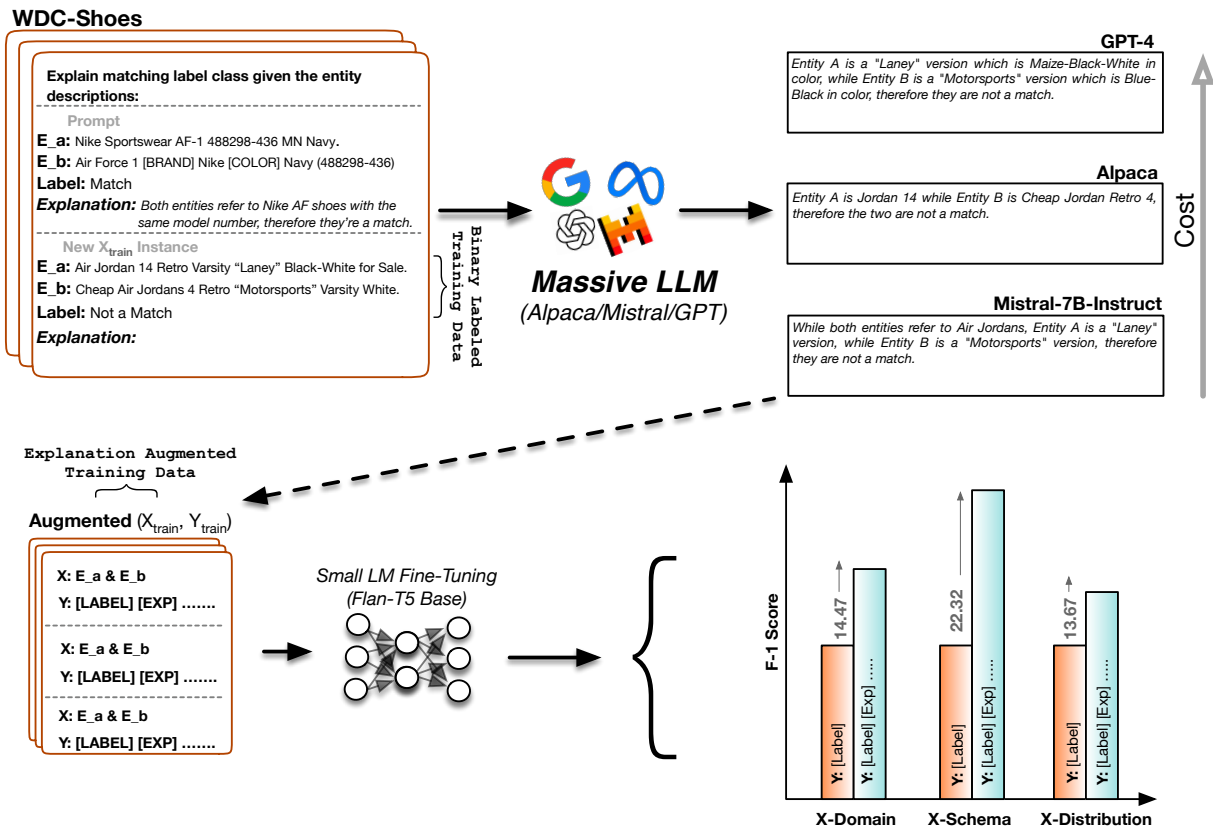 WDC-Shoes
Explain matching label class given the entity
descriptions:
Prompt
E_a: Nike Sportswear AF-1 488298-436 MN Navy.
E_b: Air Force 1 [BRAND] Nike [COLOR] Navy (488298-436)
Label: Match
Explanation: Both entities refer to Nike AF shoes with the
same model number, therefore they're a match.
New Xtrain Instance
E_a: Air Jordan 14 Retro Varsity “Laney” Black-White for Sale.
E_b: Cheap Air Jordans 4 Retro “Motorsports” Varsity White.
Label: Not a Match
Explanation:
Binary Labeled
Training Data
Massive LLM
(Alpaca/Mistral/GPT)
GPT-4
Entity A is a "Laney" version which is Maize-Black-White in
color, while Entity B is a "Motorsports" version which is Blue-
Black in color, therefore they are not a match.
Alpaca
Entity A is Jordan 14 while Entity B is Cheap Jordan Retro 4,
therefore the two are not a match.
Mistral-7B-Instruct
While both entities refer to Air Jordans, Entity A is a "Laney"
version, while Entity B is a "Motorsports" version, therefore
they are not a match.
Cost
Explanation Augmented
Training Data
Augmented (Xtrain, Ytrain)
X: E_a & E_b
Y: [LABEL] [EXP] .......
X: E_a & E_b
Y: [LABEL] [EXP] .......
X: E_a & E_b
Y: [LABEL] [EXP] .......
Small LM Fine-Tuning
(Flan-T5 Base)
F-1 Score
14.47
Y: [Label]
Y: [Label] [Exp] .....
22.32
Y: [Label]
Y: [Label] [Exp] .....
13.67
Y: [Label]
Y: [Label] [Exp] .....
X-Domain
X-Schema
X-Distribution